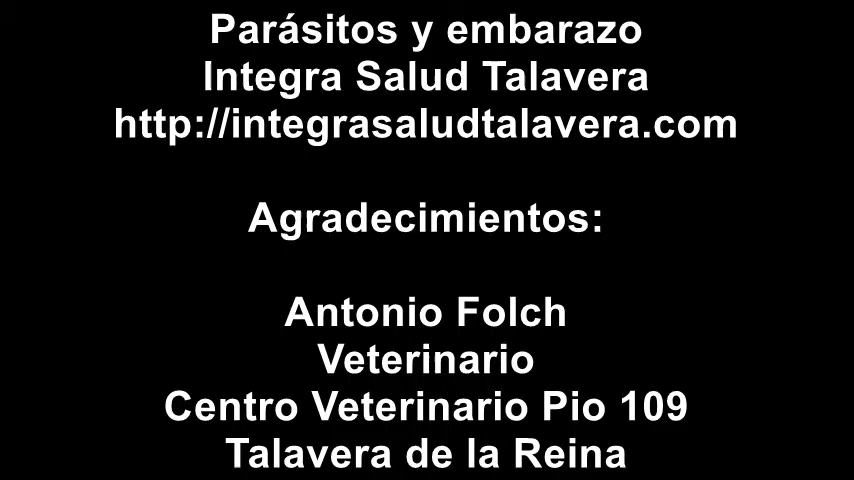 Parásitos y embarazo
Integra Salud Talavera
http://integrasaludtalavera.com
Agradecimientos:
Antonio Folch
Veterinario
Centro Veterinario Pio 109
Talavera de la Reina